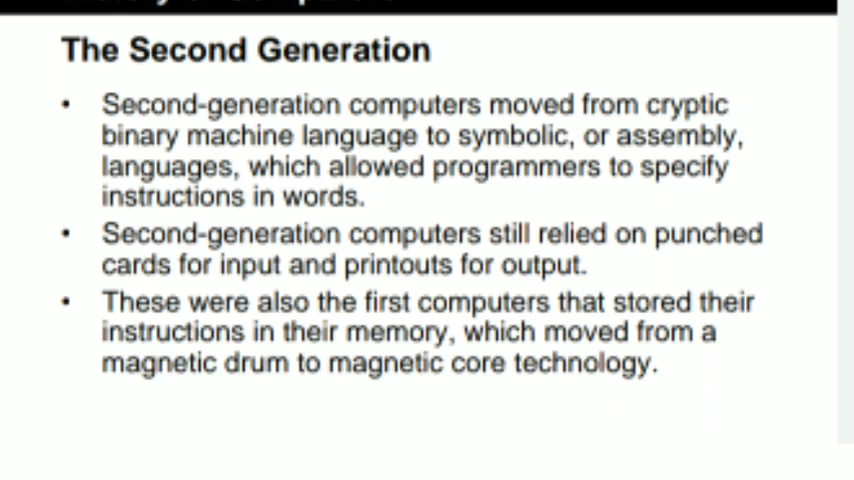 The Second Generation
• Second-generation computers moved from cryptic
binary machine language to symbolic, or assembly,
languages, which allowed programmers to specify
instructions in words.
• Second-generation computers still relied on punched
cards for input and printouts for output.
• These were also the first computers that stored their
instructions in their memory, which moved from a
magnetic drum to magnetic core technology.